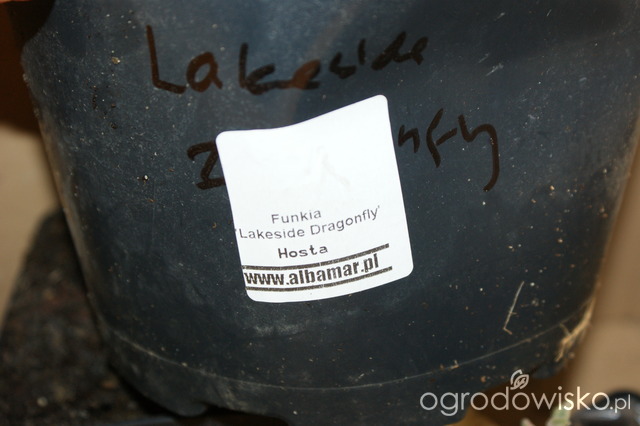 Lakeside
Funkia
'Lakeside Dragonfly'
Hosta
www.albamar.pl
ogrodowisko.pl